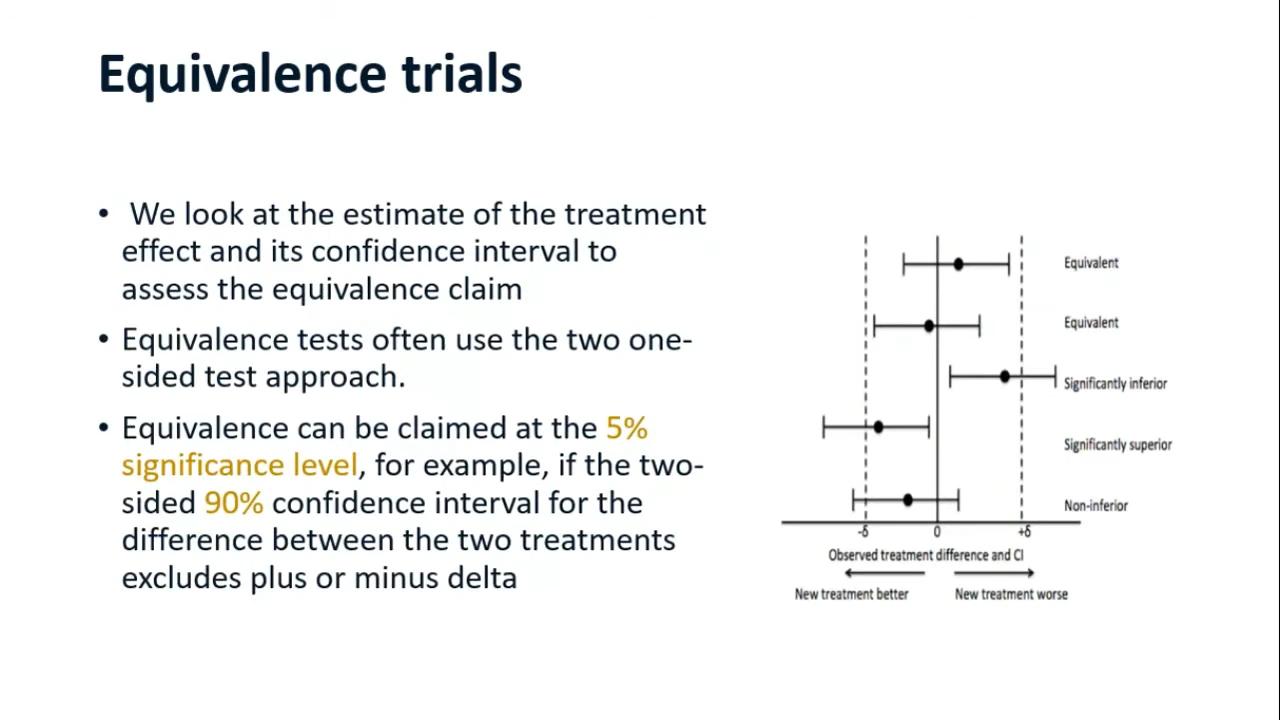 Equivalence trials
• We look at the estimate of the treatment
effect and its confidence interval to
assess the equivalence claim
• Equivalence tests often use the two one-
sided test approach.
• Equivalence can be claimed at the 5%
significance level, for example, if the two-
sided 90% confidence interval for the
difference between the two treatments
excludes plus or minus delta
Equivalent
Equivalent
Significantly inferior
Significantly superior
Non-inferior
-δ 0 +δ
Observed treatment difference and CI
New treatment better New treatment worse